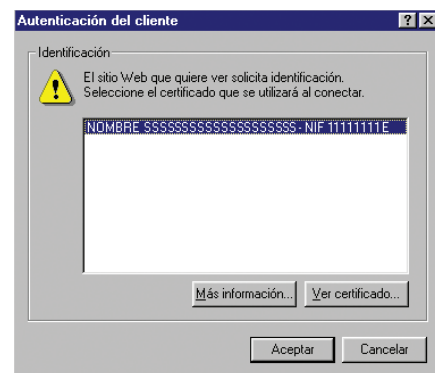 Autenticación del cliente
Identificación
El sitio Web que quiere ver solicita identificación.
Seleccione el certificado que se utilizará al conectar.
NOMBRE SSSSSSSSSSSSSSSSSSSS - NIF 11111111E
Más información...
Ver certificado...
Aceptar
Cancelar